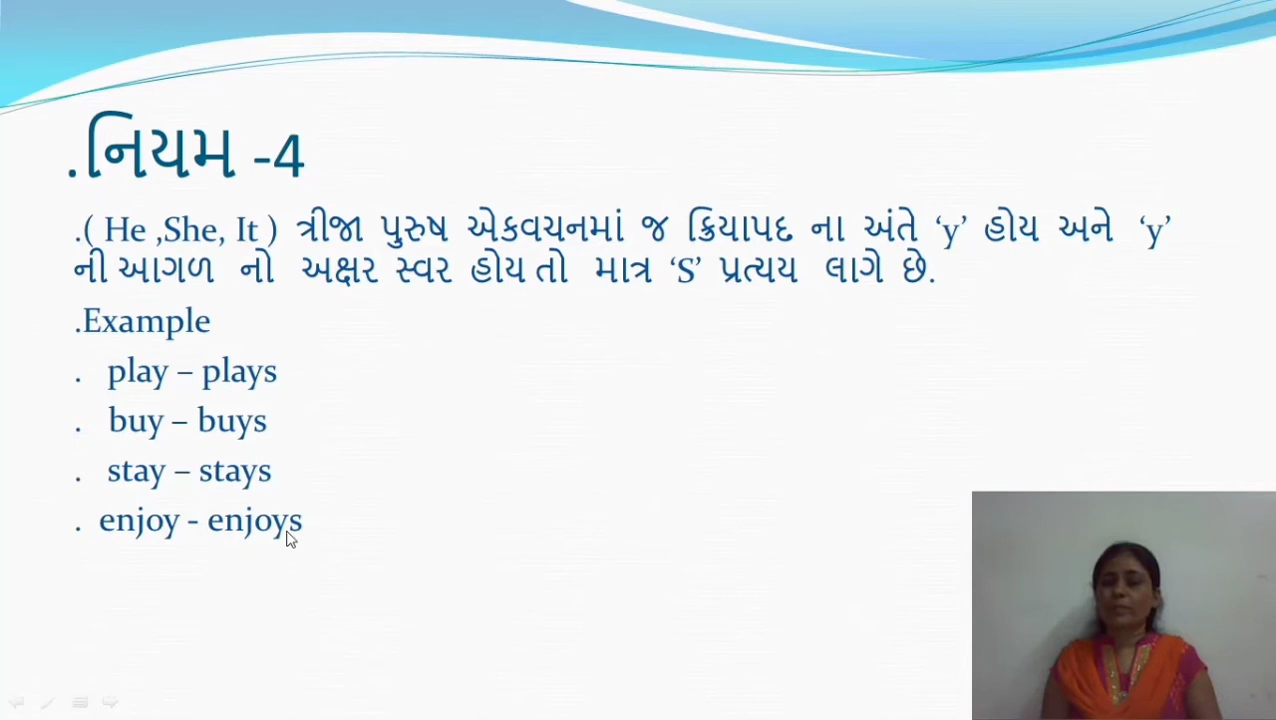 .નિયમ -4
.( He ,She, It ) ત્રીજા પુરુષ એકવચનમાં જ ક્રિયાપદ ના અંતે ‘y’ હોય અને ‘y’
ની આગળ નો અક્ષર સ્વર હોય તો માત્ર ‘S’ પ્રત્યય લાગે છે.
.Example
. play – plays
. buy – buys
. stay – stays
. enjoy - enjoys